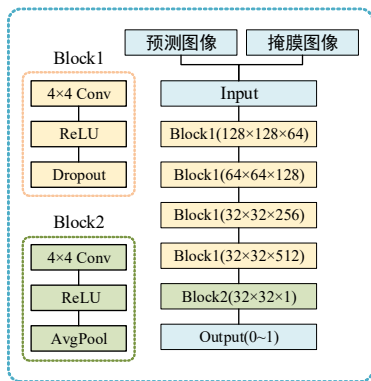 Block1
4×4 Conv
ReLU
Dropout
Block2
4×4 Conv
ReLU
AvgPool
预测图像
掩膜图像
Input
Block1(128×128×64)
Block1(64×64×128)
Block1(32×32×256)
Block1(32×32×512)
Block2(32×32×1)
Output(0~1)